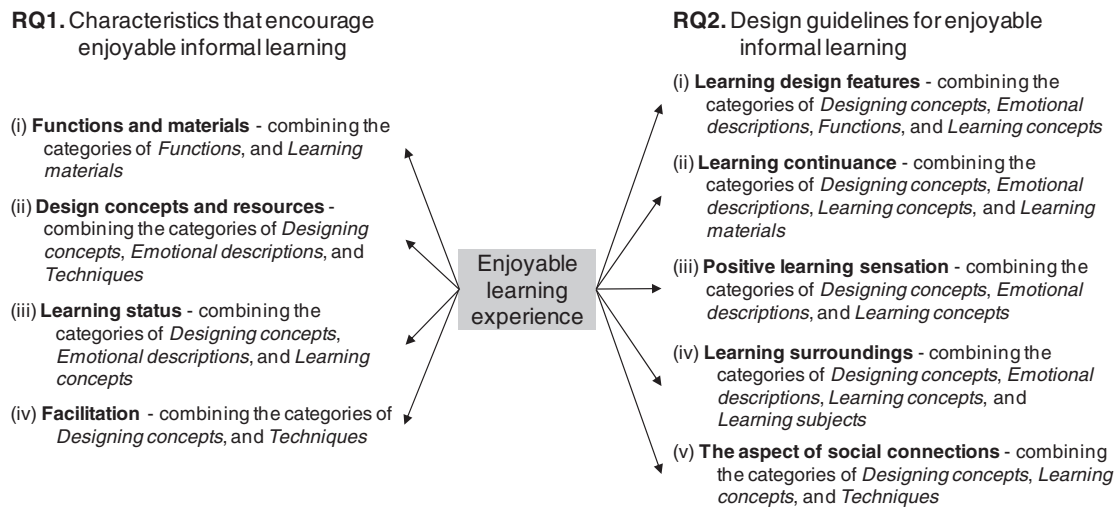 RQ1. Characteristics that encourage
enjoyable informal learning
(i) Functions and materials - combining the
categories of Functions, and Learning
materials
(ii) Design concepts and resources -
combining the categories of Designing
concepts, Emotional descriptions, and
Techniques
(iii) Learning status - combining the
categories of Designing concepts,
Emotional descriptions, and Learning
concepts
(iv) Facilitation - combining the categories of
Designing concepts, and Techniques
Enjoyable
learning
experience
RQ2. Design guidelines for enjoyable
informal learning
(i) Learning design features - combining the
categories of Designing concepts, Emotional
descriptions, Functions, and Learning concepts
(ii) Learning continuance - combining the
categories of Designing concepts, Emotional
descriptions, Learning concepts, and Learning
materials
(iii) Positive learning sensation - combining the
categories of Designing concepts, Emotional
descriptions, and Learning concepts
(iv) Learning surroundings - combining the
categories of Designing concepts, Emotional
descriptions, Learning concepts, and
Learning subjects
(v) The aspect of social connections - combining
the categories of Designing concepts, Learning
concepts, and Techniques